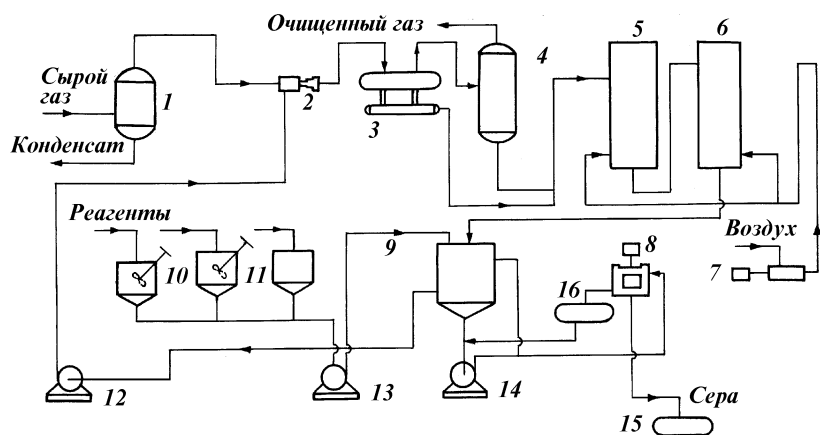 Очищенный газ
5
6
4
Сырой
газ
1
2
3
Конденсат
Реагенты
Воздух
9
8
7
10
11
16
12
13
14
Сера
15